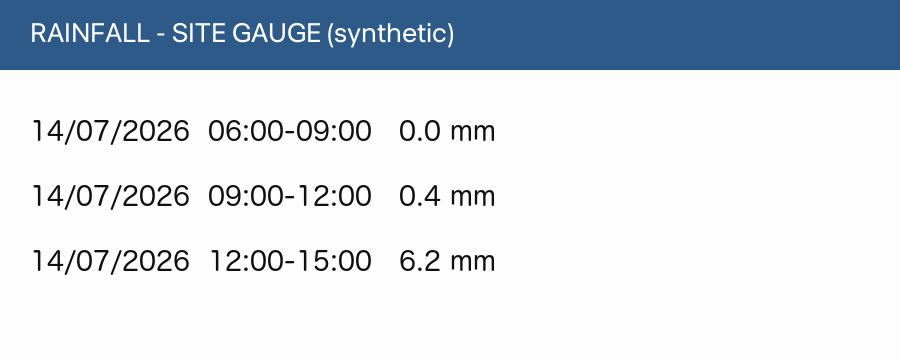 RAINFALL - SITE GAUGE (synthetic)
14/07/2026 06:00-09:00 0.0 mm
14/07/2026 09:00-12:00 0.4 mm
14/07/2026 12:00-15:00 6.2 mm